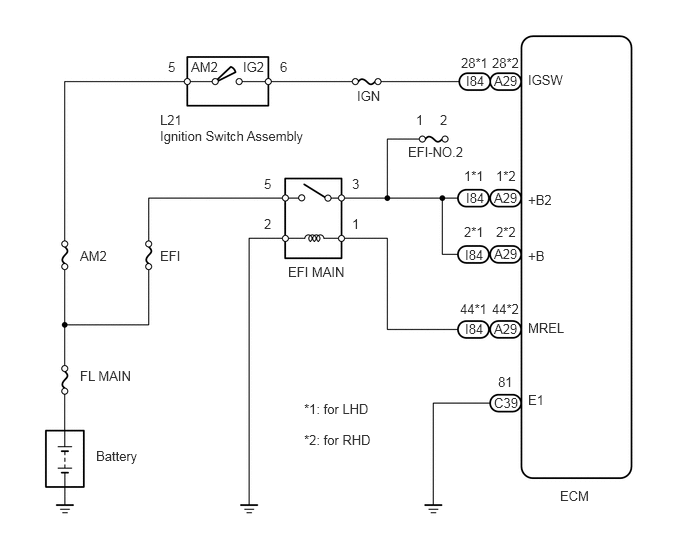 28*1 28*2
5 AM2 IG2 6
I84 A29 IGSW
IGN
L21
Ignition Switch Assembly
1 2
EFI-NO.2
5 3 1*1 1*2
I84 A29 +B2
2 1 2*1 2*2
AM2 EFI I84 A29 +B
EFI MAIN
44*1 44*2
I84 A29 MREL
FL MAIN
81
C39 E1
*1: for LHD
*2: for RHD
Battery
ECM